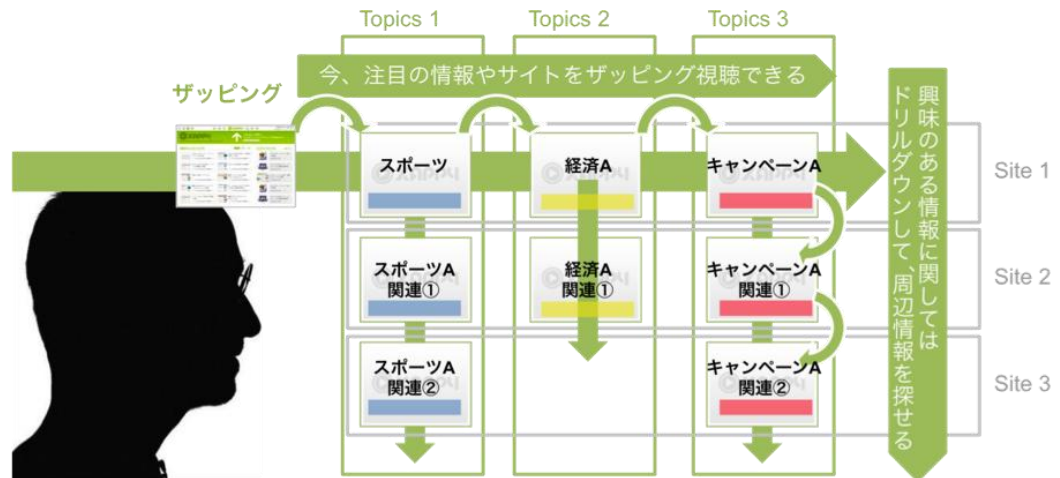 Topics 1
Topics 2
Topics 3
今、注目の情報やサイトをザッピング視聴できる
ザッピング
スポーツ
経済A
キャンペーンA
Site 1
スポーツA
関連①
経済A
関連①
キャンペーンA
関連①
Site 2
スポーツA
関連②
キャンペーンA
関連②
Site 3
興味のある情報に関しては
ドリルダウンして、周辺情報を探せる